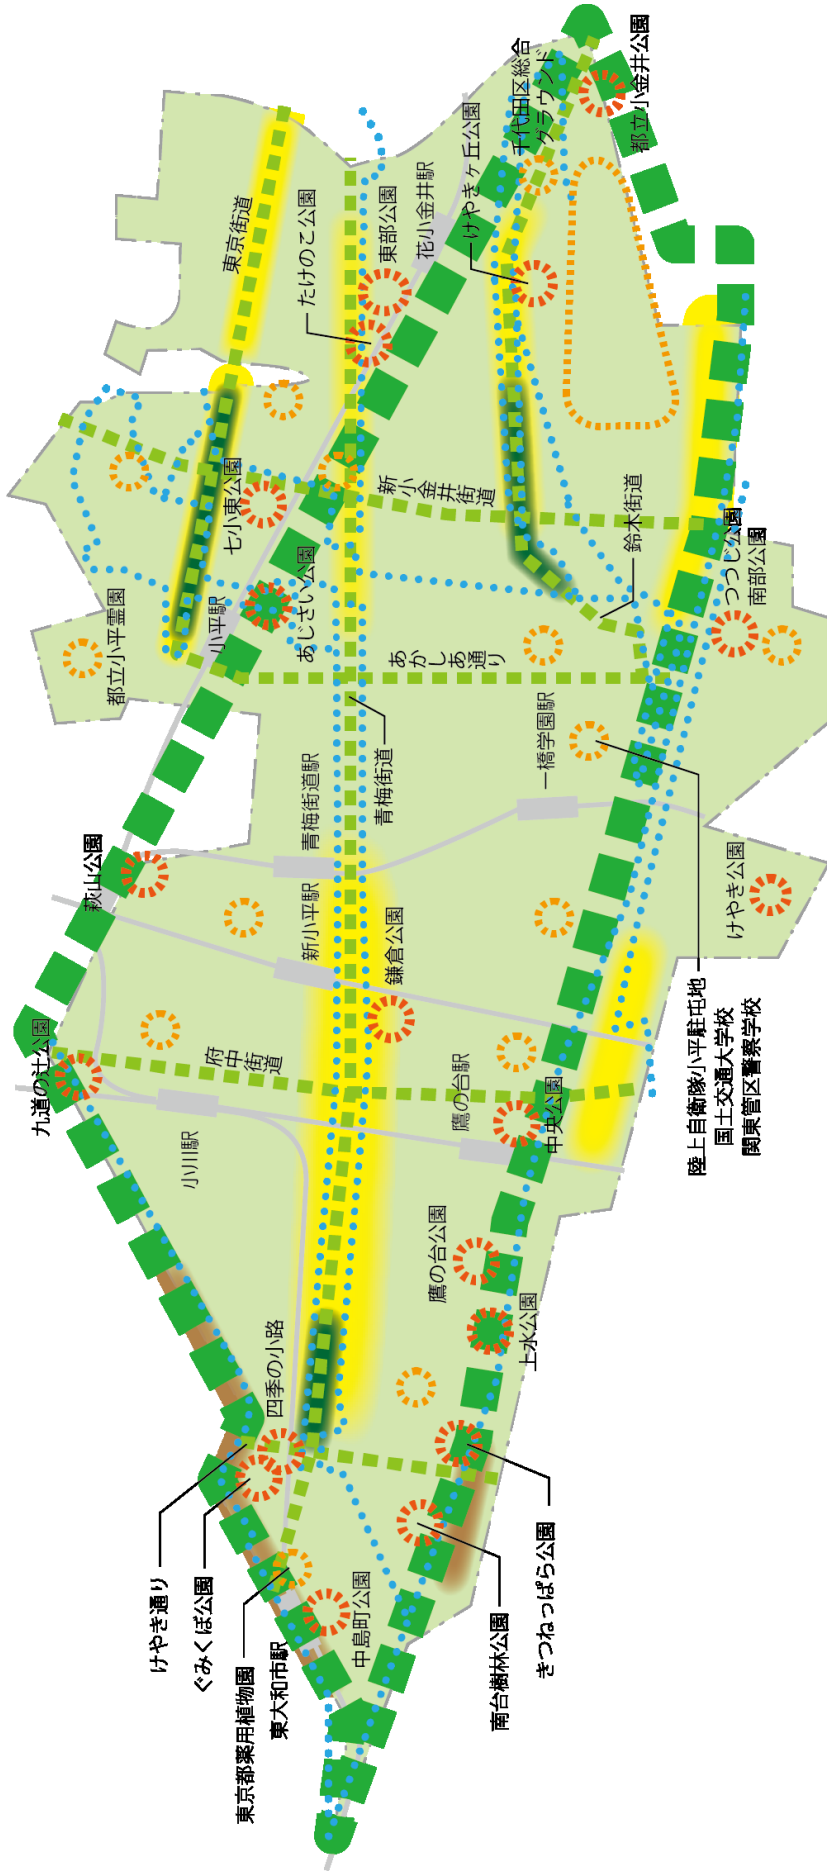 東京街道
たけのこ公園
東部公園
花小金井駅
けやきヶ丘公園
千代田区総合
グラウンド
都立小金井公園
七小東公園
新小金井街道
鈴木街道
都立小平霊園
小平駅
あじさい公園
あかしあ通り
つつじ公園
南部公園
青梅街道駅
青梅街道
一橋学園駅
萩山公園
新小平駅
鎌倉公園
けやき公園
陸上自衛隊小平駐屯地
国土交通大学校
関東管区警察学校
九道の辻公園
府中街道
小川駅
鷹の台駅
中央公園
鷹の台公園
上水公園
四季の小路
けやき通り
ぐみくぼ公園
東京都薬用植物園
東大和市駅
中島町公園
南台樹林公園
きつねっぱら公園